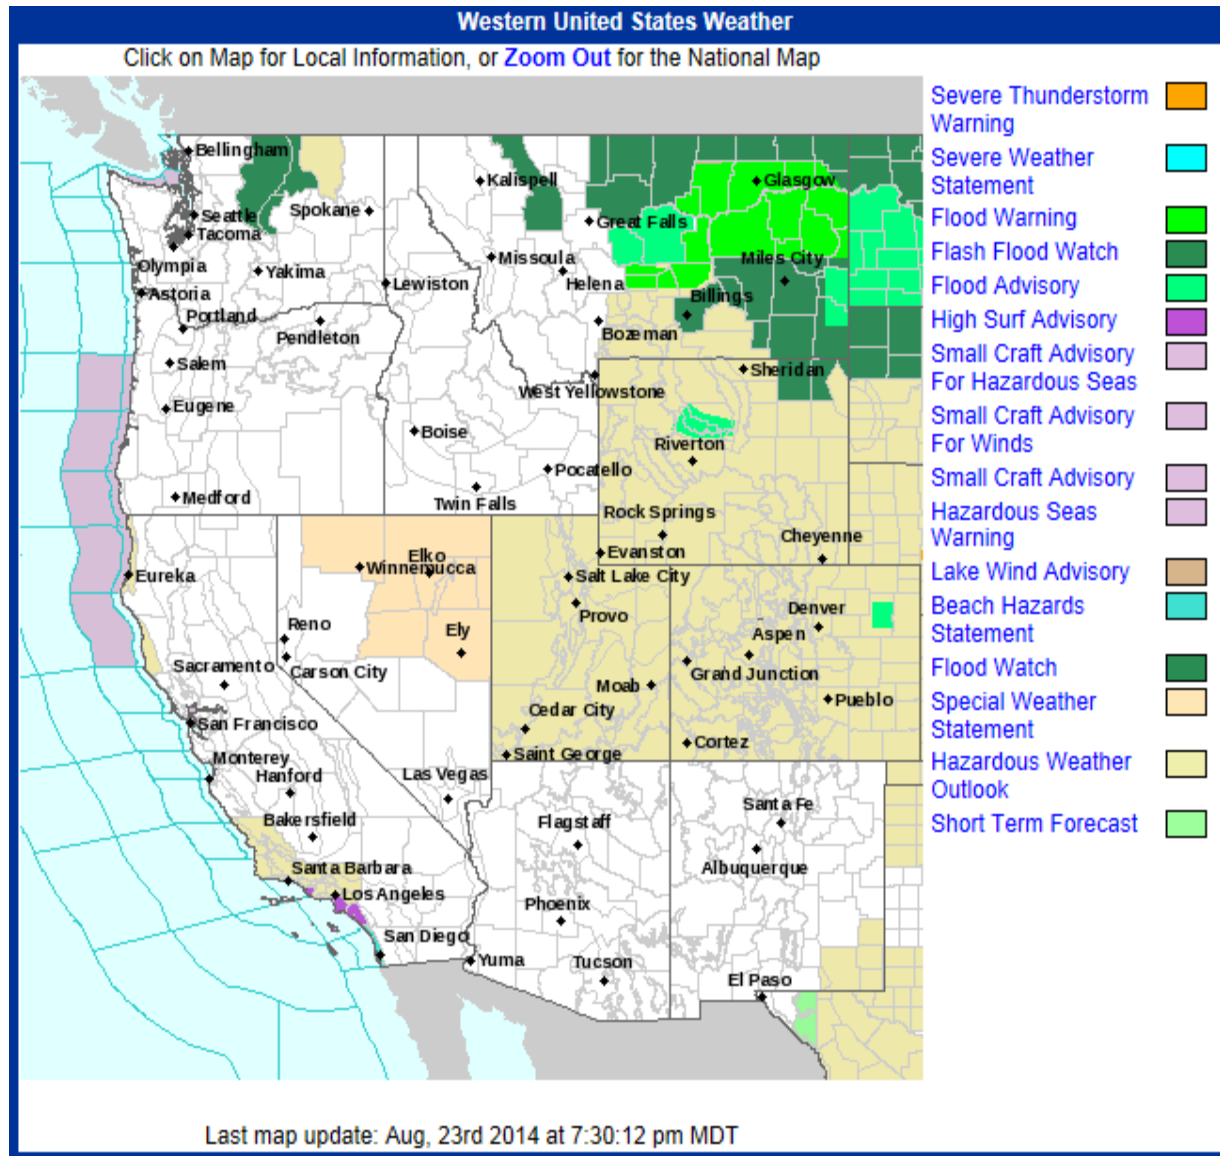 Western United States Weather
Click on Map for Local Information, or Zoom Out for the National Map
Bellingham
Seattle
Tacoma
Olympia
Spokane
Yakima
Astoria
Portland
Pendleton
Lewiston
Salem
Eugene
Medford
Kalispell
Missoula
Helena
Great Falls
Glasgow
Miles City
Billings
Bozeman
West Yellowstone
Sheridan
Boise
Pocatello
Twin Falls
Riverton
Rock Springs
Cheyenne
Evanston
Eureka
Winnemucca
Elko
Ely
Reno
Carson City
Sacramento
San Francisco
Monterey
Hanford
Bakersfield
Las Vegas
Salt Lake City
Provo
Moab
Cedar City
Saint George
Denver
Aspen
Grand Junction
Pueblo
Cortez
Santa Barbara
Los Angeles
San Diego
Yuma
Flagstaff
Phoenix
Tucson
Santa Fe
Albuquerque
El Paso
Severe Thunderstorm
Warning
Severe Weather
Statement
Flood Warning
Flash Flood Watch
Flood Advisory
High Surf Advisory
Small Craft Advisory
For Hazardous Seas
Small Craft Advisory
For Winds
Small Craft Advisory
Hazardous Seas
Warning
Lake Wind Advisory
Beach Hazards
Statement
Flood Watch
Special Weather
Statement
Hazardous Weather
Outlook
Short Term Forecast
Last map update: Aug, 23rd 2014 at 7:30:12 pm MDT